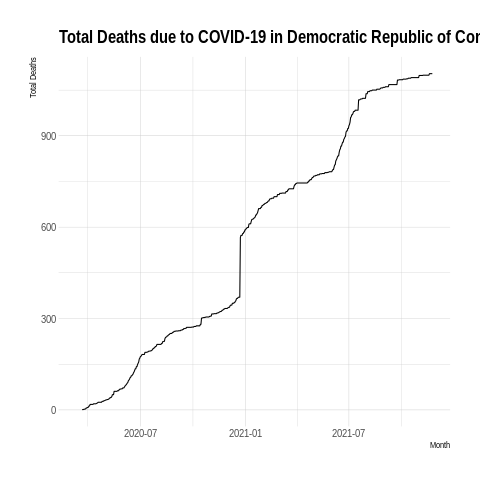 Total Deaths due to COVID-19 in Democratic Republic of Cor
Total Deaths
900
600
300
0
2020-07
2021-01
2021-07
Month